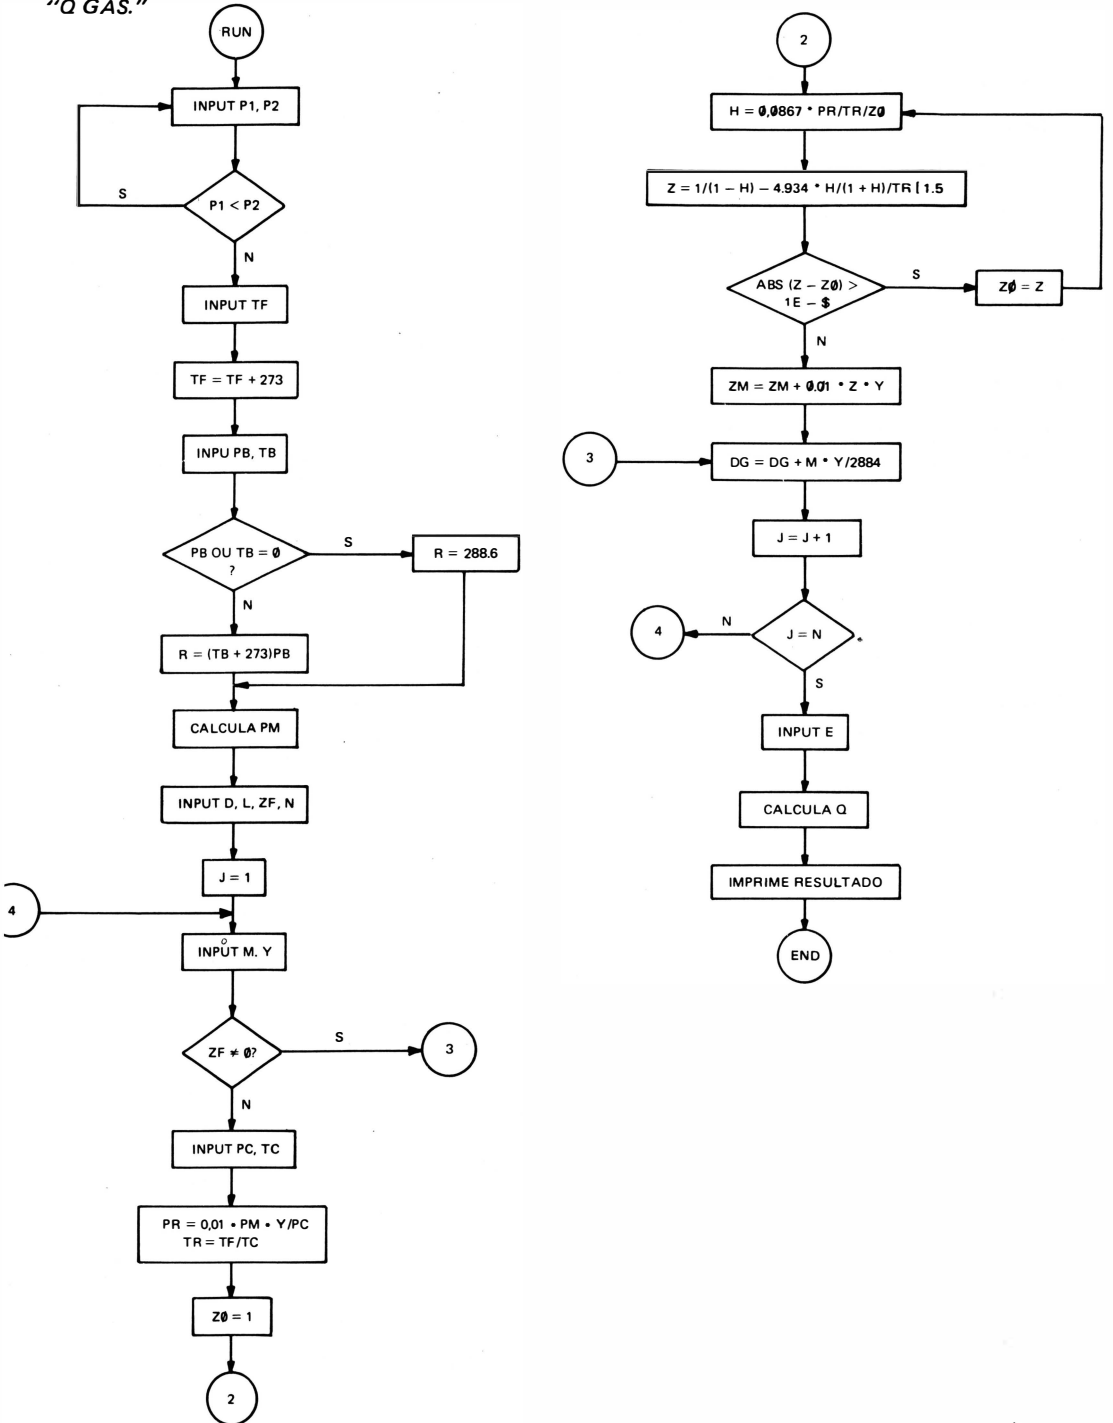 "Q GAS."
RUN
INPUT P1, P2
S
P1 < P2
N
INPUT TF
TF = TF + 273
INPU PB, TB
PB OU TB = Ø
?
S
R = 288.6
N
R = (TB + 273)PB
CALCULA PM
INPUT D, L, ZF, N
J = 1
4
INPUT M. Y
ZF ≠ Ø?
S
3
N
INPUT PC, TC
PR = 0,01 * PM * Y/PC
TR = TF/TC
ZØ = 1
2
2
H = Ø,Ø867 * PR/TR/ZØ
Z = 1/(1 – H) – 4.934 * H/(1 + H)/TR [ 1.5
ABS (Z – ZØ) >
1E – $
S
ZØ = Z
N
ZM = ZM + Ø.Ø1 * Z * Y
3
DG = DG + M * Y/2884
J = J + 1
4
N
J = N
S
INPUT E
CALCULA Q
IMPRIME RESULTADO
END